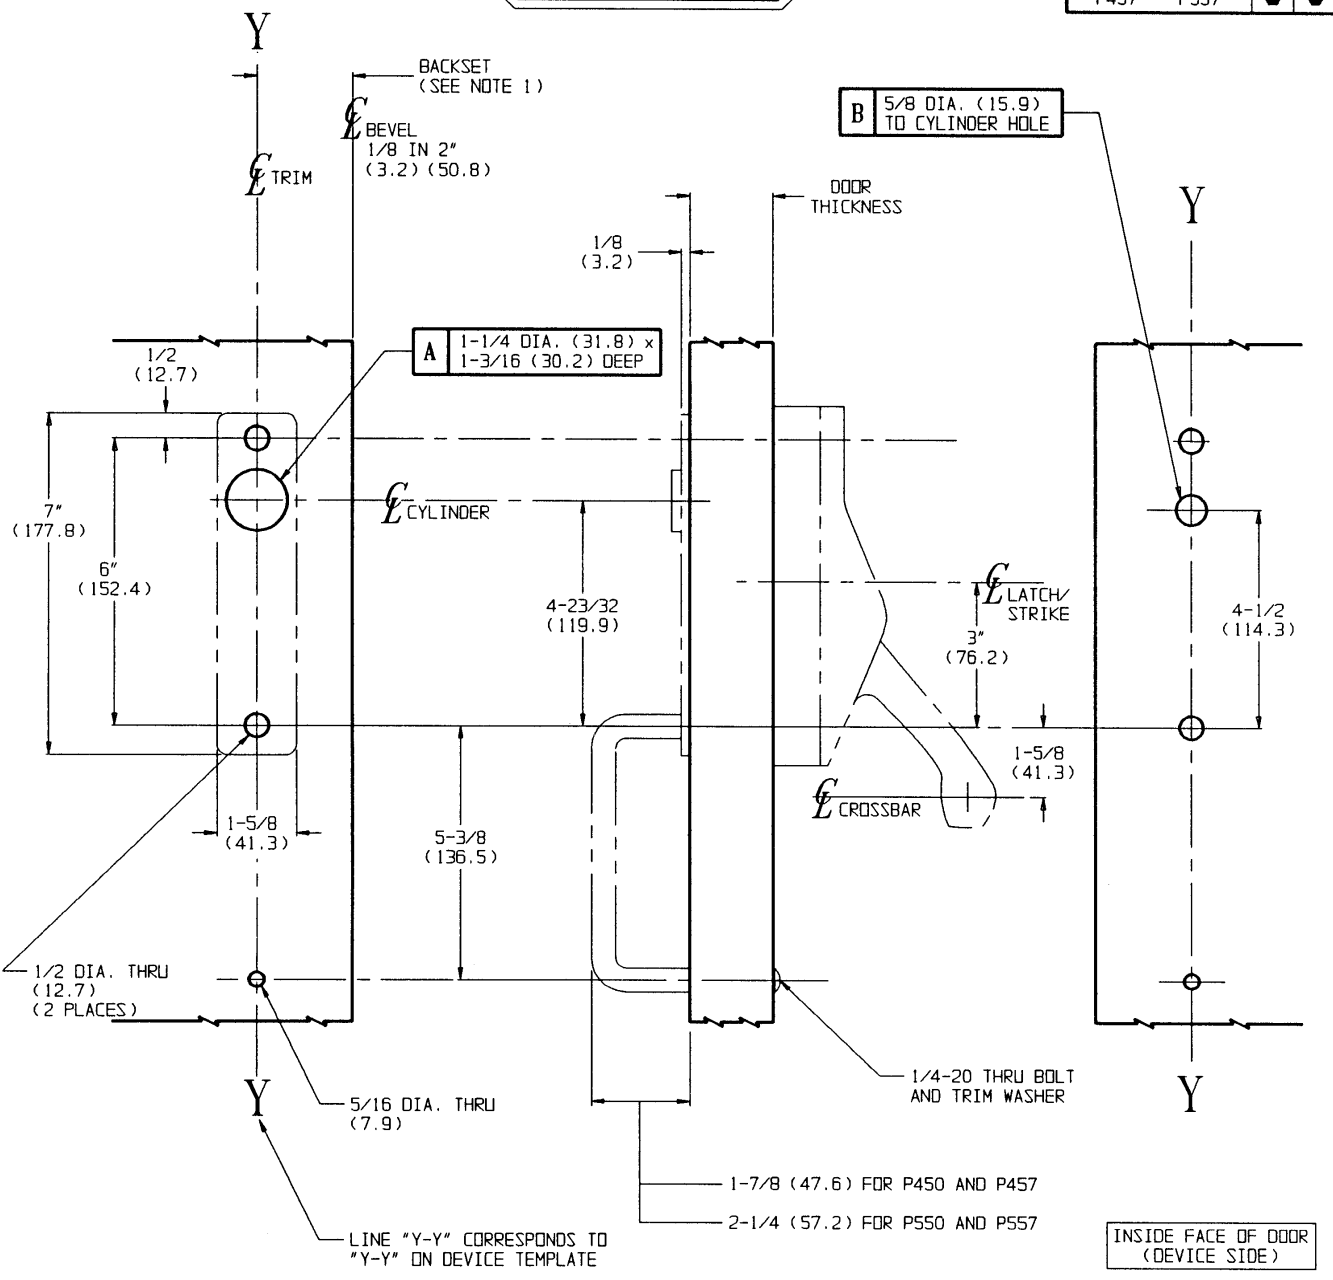 Y
BACKSET
(SEE NOTE 1)
℄ BEVEL
1/8 IN 2"
(3.2) (50.8)
℄ TRIM
B
5/8 DIA. (15.9)
TO CYLINDER HOLE
DOOR
THICKNESS
Y
1/8
(3.2)
A
1-1/4 DIA. (31.8) x
1-3/16 (30.2) DEEP
1/2
(12.7)
7"
(177.8)
6"
(152.4)
℄ CYLINDER
4-23/32
(119.9)
℄ LATCH/
STRIKE
3"
(76.2)
4-1/2
(114.3)
1-5/8
(41.3)
℄ CROSSBAR
1-5/8
(41.3)
5-3/8
(136.5)
1/2 DIA. THRU
(12.7)
(2 PLACES)
5/16 DIA. THRU
(7.9)
Y
1/4-20 THRU BOLT
AND TRIM WASHER
Y
1-7/8 (47.6) FOR P450 AND P457
2-1/4 (57.2) FOR P550 AND P557
LINE "Y-Y" CORRESPONDS TO
"Y-Y" ON DEVICE TEMPLATE
INSIDE FACE OF DOOR
(DEVICE SIDE)